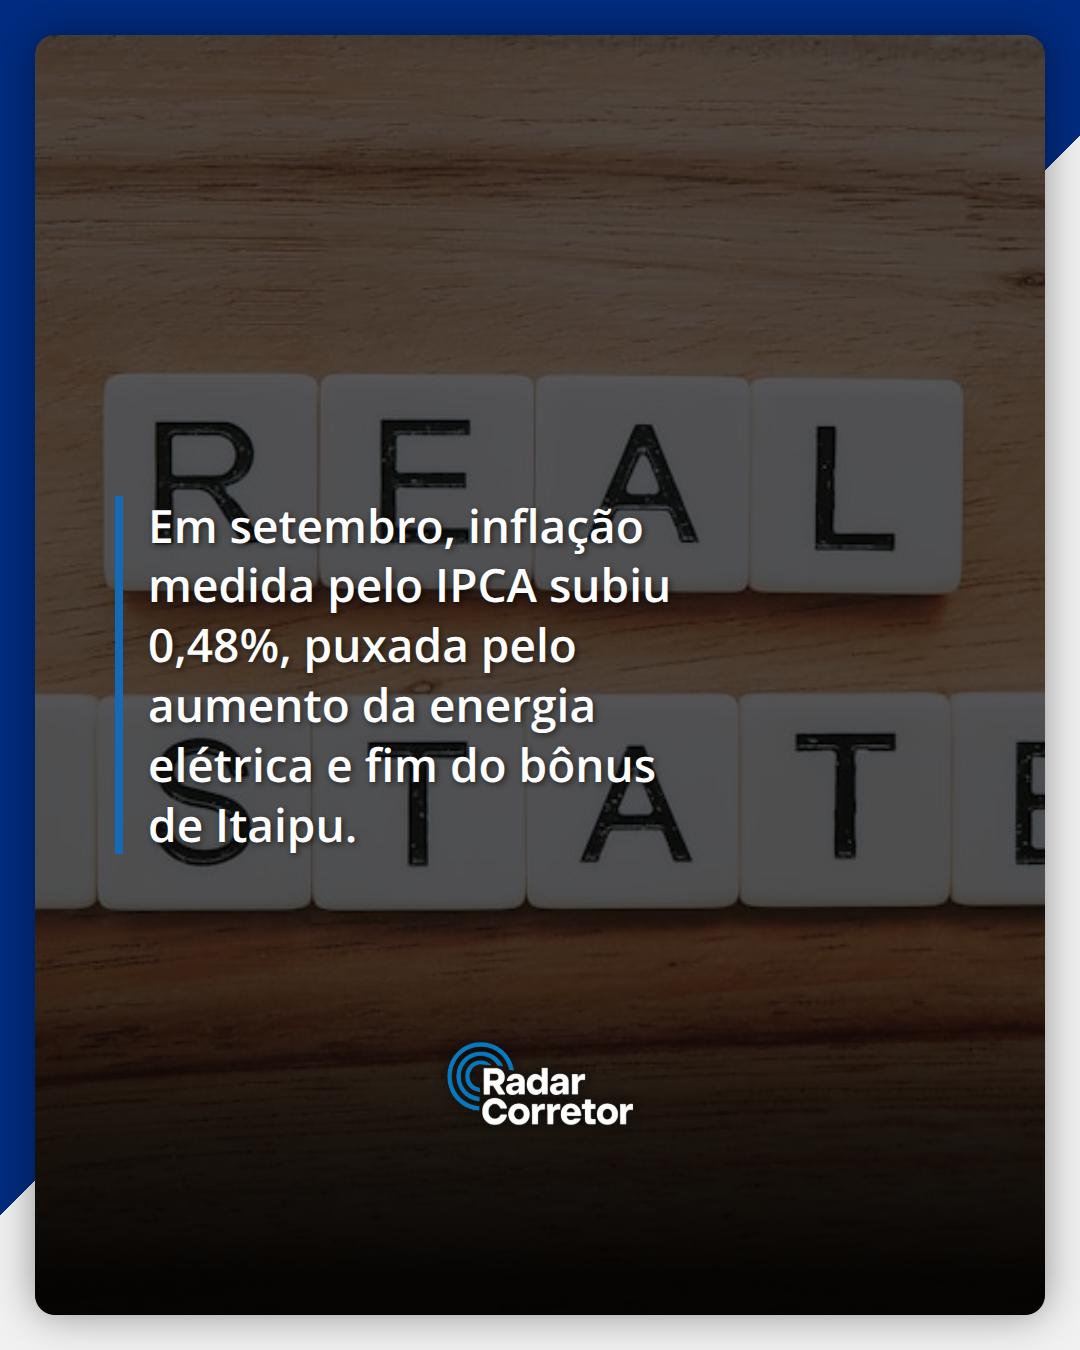 REAL
Em setembro, inflação
medida pelo IPCA subiu
0,48%, puxada pelo
aumento da energia
elétrica e fim do bônus
de Itaipu.
STATE
Radar
Corretor